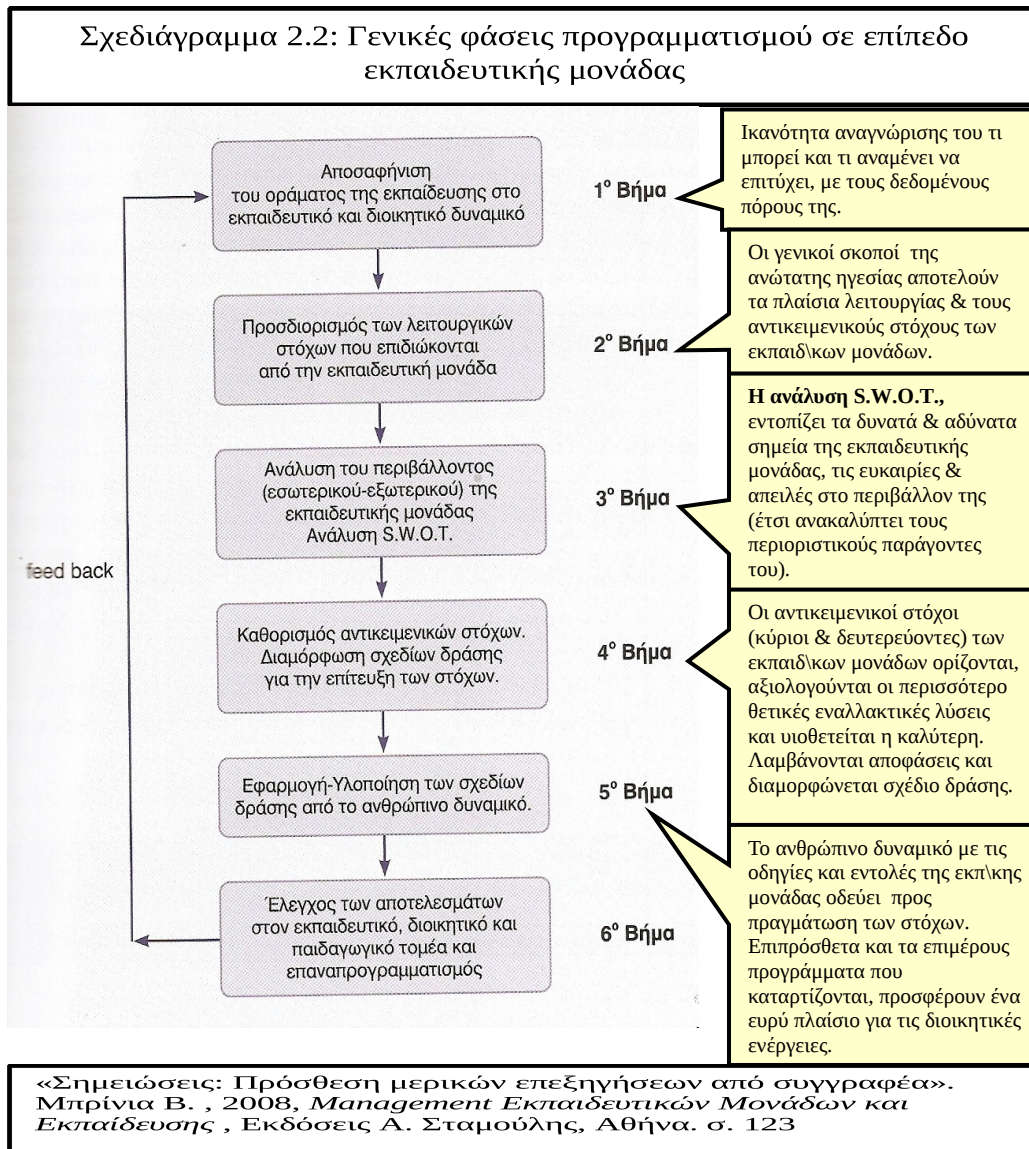 Σχεδιάγραμμα 2.2: Γενικές φάσεις προγραμματισμού σε επίπεδο
εκπαιδευτικής μονάδας
Αποσαφήνιση
του οράματος της εκπαίδευσης στο
εκπαιδευτικό και διοικητικό δυναμικό
1ο Βήμα
Ικανότητα αναγνώρισης του τι
μπορεί και τι αναμένει να
επιτύχει, με τους δεδομένους
πόρους της.
Προσδιορισμός των λειτουργικών
στόχων που επιδιώκονται
από την εκπαιδευτική μονάδα
2ο Βήμα
Οι γενικοί σκοποί της
ανώτατης ηγεσίας αποτελούν
τα πλαίσια λειτουργίας & τους
αντικειμενικούς στόχους των
εκπαιδ\κων μονάδων.
Ανάλυση του περιβάλλοντος
(εσωτερικού-εξωτερικού) της
εκπαιδευτικής μονάδας
Ανάλυση S.W.O.T.
3ο Βήμα
Η ανάλυση S.W.O.T.,
εντοπίζει τα δυνατά & αδύνατα
σημεία της εκπαιδευτικής
μονάδας, τις ευκαιρίες &
απειλές στο περιβάλλον της
(έτσι ανακαλύπτει τους
περιοριστικούς παράγοντες
του).
feed back
Καθορισμός αντικειμενικών στόχων.
Διαμόρφωση σχεδίων δράσης
για την επίτευξη των στόχων.
4ο Βήμα
Οι αντικειμενικοί στόχοι
(κύριοι & δευτερεύοντες) των
εκπαιδ\κων μονάδων ορίζονται,
αξιολογούνται οι περισσότερο
θετικές εναλλακτικές λύσεις
και υιοθετείται η καλύτερη.
Λαμβάνονται αποφάσεις και
διαμορφώνεται σχέδιο δράσης.
Εφαρμογή-Υλοποίηση των σχεδίων
δράσης από το ανθρώπινο δυναμικό.
5ο Βήμα
Το ανθρώπινο δυναμικό με τις
οδηγίες και εντολές της εκπ\κης
μονάδας οδεύει προς
πραγμάτωση των στόχων.
Επιπρόσθετα και τα επιμέρους
προγράμματα που
καταρτίζονται, προσφέρουν ένα
ευρύ πλαίσιο για τις διοικητικές
ενέργειες.
Έλεγχος των αποτελεσμάτων
στον εκπαιδευτικό, διοικητικό και
παιδαγωγικό τομέα και
επαναπρογραμματισμός
6ο Βήμα
«Σημειώσεις: Πρόσθεση μερικών επεξηγήσεων από συγγραφέα».
Μπρίνια Β. , 2008, Management Εκπαιδευτικών Μονάδων και
Εκπαίδευσης , Εκδόσεις Α. Σταμούλης, Αθήνα. σ. 123